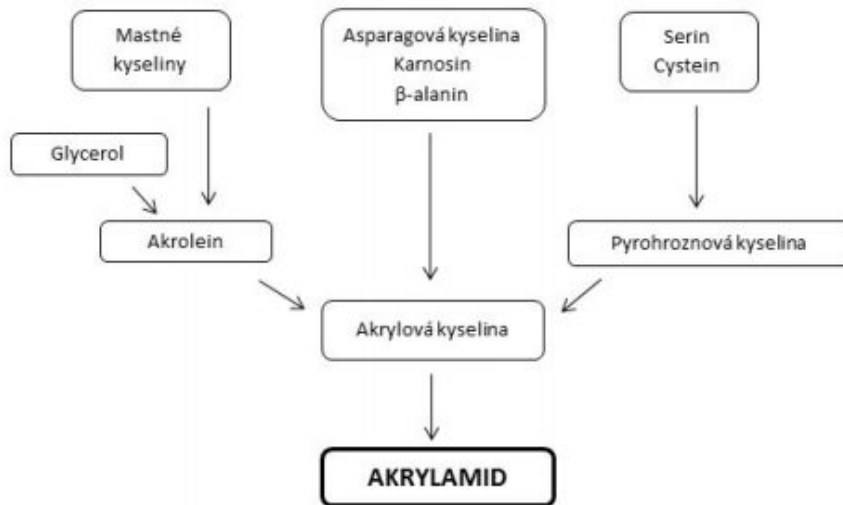 Mastné
kyseliny
Asparagová kyselina
Karnosin
β-alanin
Serin
Cystein
Glycerol
Akrolein
Pyrohroznová kyselina
Akrylová kyselina
AKRYLAMID